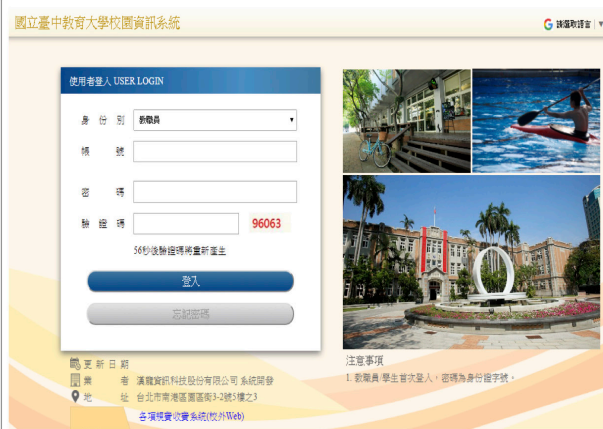 國立臺中教育大學校園資訊系統
請選取語言 ▼
使用者登入 USER LOGIN
身 份 別 教職員
帳 號
密 碼
驗 證 碼 96063
56秒後驗證碼將重新產生
登入
忘記密碼
更 新 日 期
業 者 漢龍資訊科技股份有限公司 系統開發
地 址 台北市南港區園區街3-2號5樓之3
各項規費收費系統(校外Web)
注意事項
1. 教職員/學生首次登入，密碼為身份證字號。